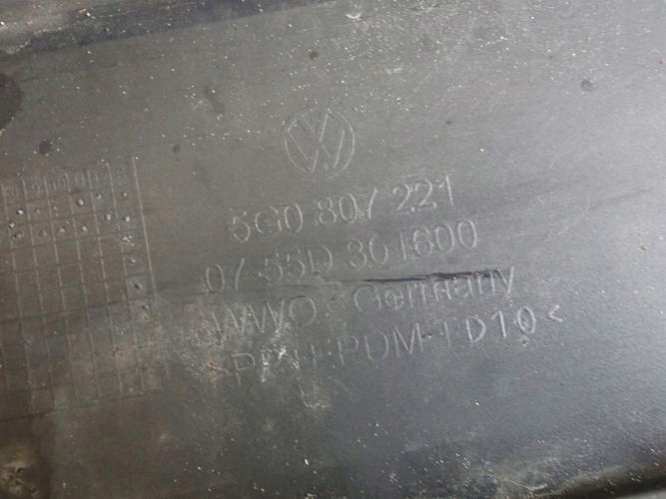 5G0 807 221
07-55D 301600
Germany
>PP+EPDM-TD10<